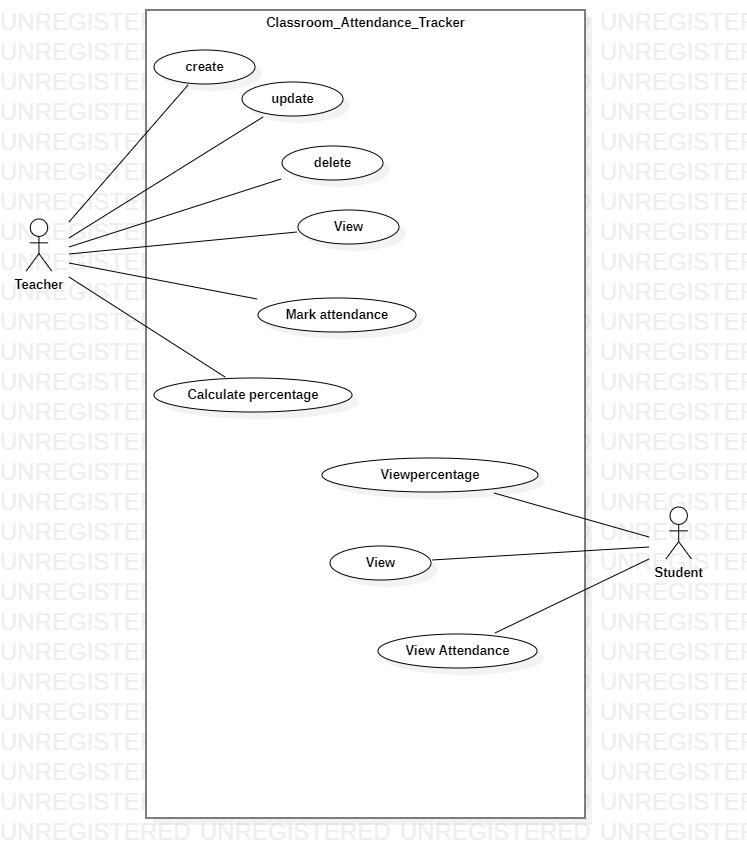 Classroom_Attendance_Tracker
create
update
delete
View
Teacher
Mark attendance
Calculate percentage
Viewpercentage
View
Student
View Attendance
UNREGISTERED UNREGISTERED UNREGISTERED UNREGISTERED